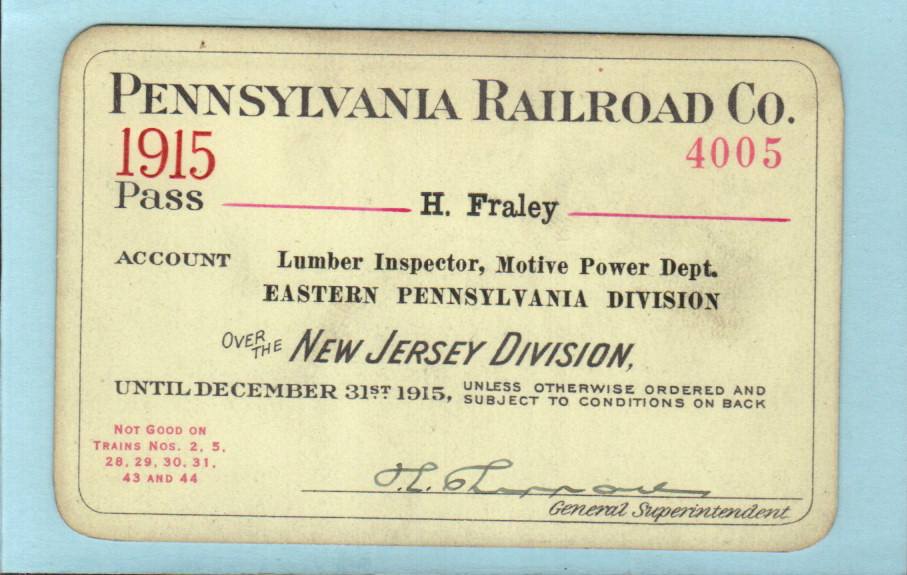 PENNSYLVANIA RAILROAD CO.
1915
4005
Pass H. Fraley
ACCOUNT Lumber Inspector, Motive Power Dept.
EASTERN PENNSYLVANIA DIVISION
OVER THE NEW JERSEY DIVISION,
UNTIL DECEMBER 31ST 1915, UNLESS OTHERWISE ORDERED AND
SUBJECT TO CONDITIONS ON BACK
NOT GOOD ON
TRAINS NOS. 2, 5,
28, 29, 30, 31,
43 AND 44
General Superintendent